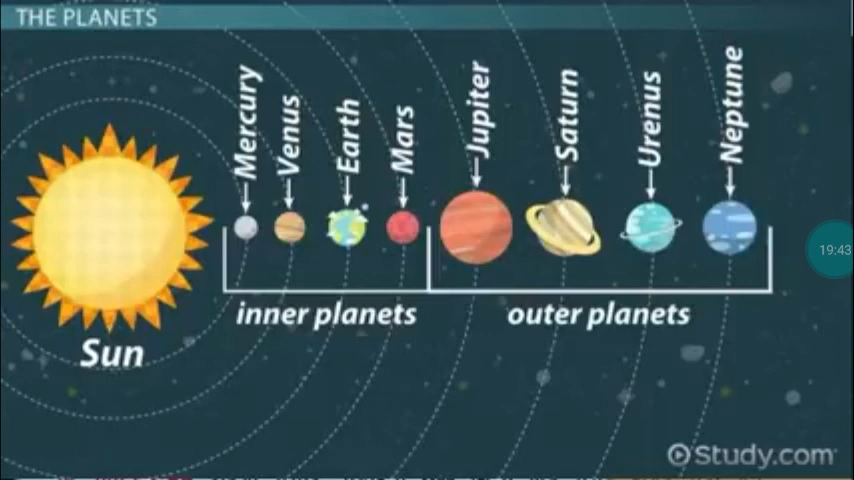 THE PLANETS
Mercury
Venus
Earth
Mars
Jupiter
Saturn
Urenus
Neptune
19:43
inner planets
outer planets
Sun
Study.com